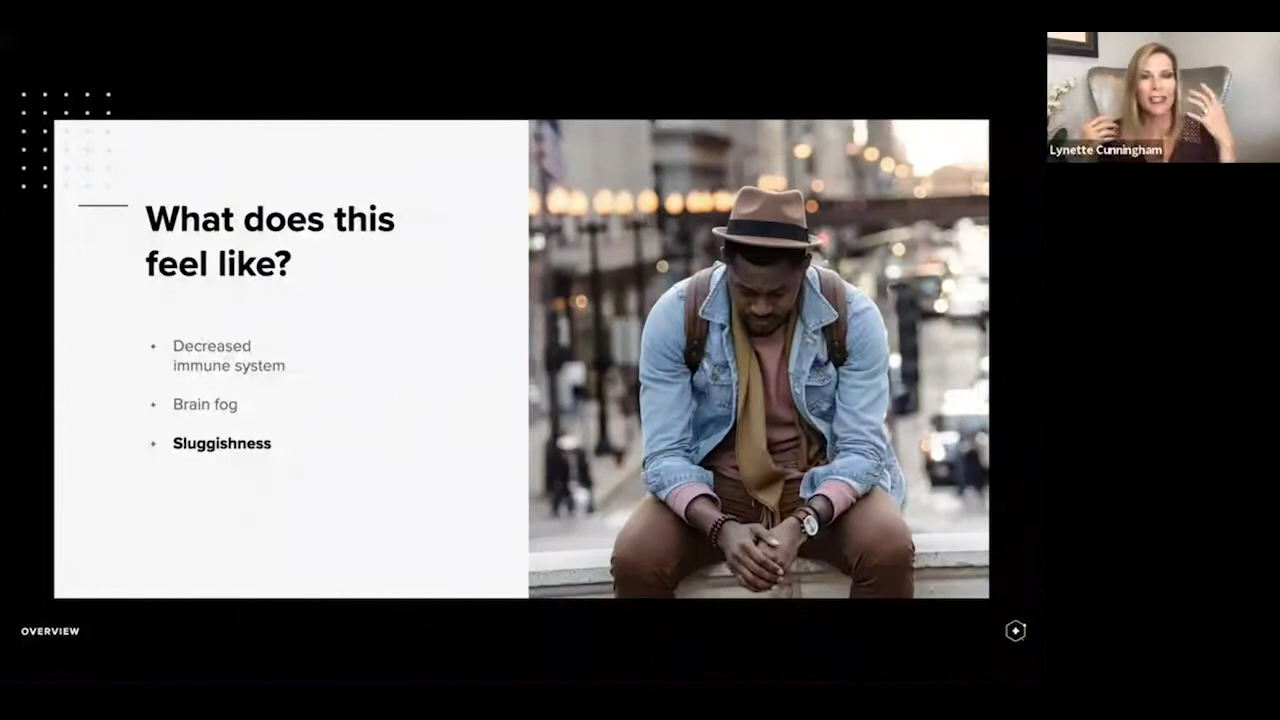 What does this
feel like?
Decreased
immune system
Brain fog
Sluggishness
OVERVIEW
Lynette Cunningham